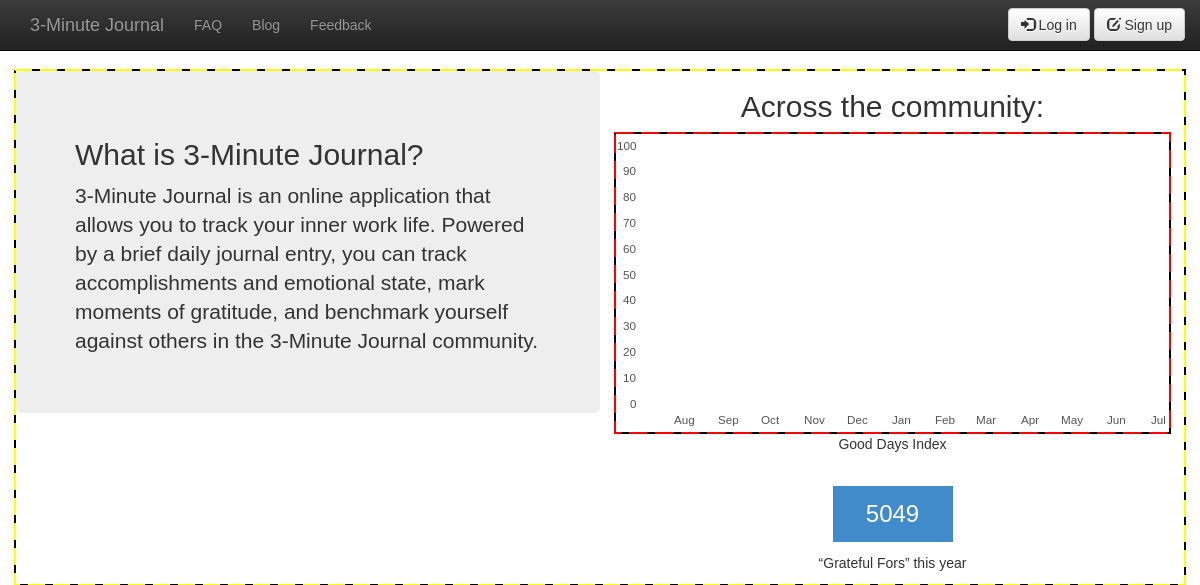 3-Minute Journal FAQ Blog Feedback Log in Sign up
What is 3-Minute Journal?
3-Minute Journal is an online application that
allows you to track your inner work life. Powered
by a brief daily journal entry, you can track
accomplishments and emotional state, mark
moments of gratitude, and benchmark yourself
against others in the 3-Minute Journal community.
Across the community:
100
90
80
70
60
50
40
30
20
10
0
Aug Sep Oct Nov Dec Jan Feb Mar Apr May Jun Jul
Good Days Index
5049
“Grateful Fors” this year